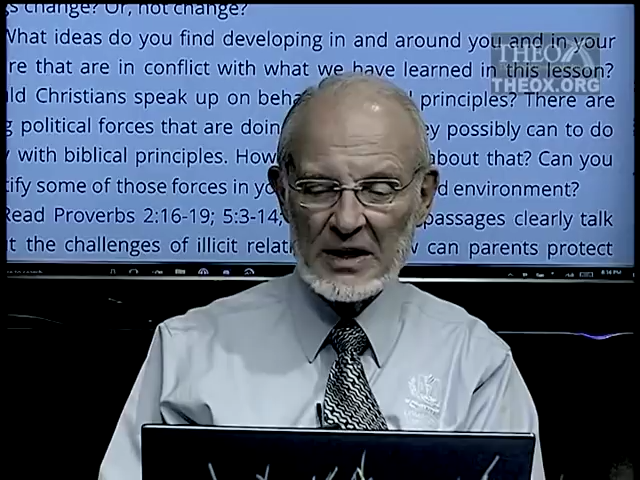 s change? Or, not change?
What ideas do you find developing in and around you and in your
re that are in conflict with what we have learned in this lesson?
ld Christians speak up on beha principles? There are
g political forces that are doin ey possibly can to do
with biblical principles. How about that? Can you
tify some of those forces in yo d environment?
Read Proverbs 2:16-19; 5:3-14; passages clearly talk
t the challenges of illicit relat w can parents protect
THEOX
THEOX.ORG
8:14 PM